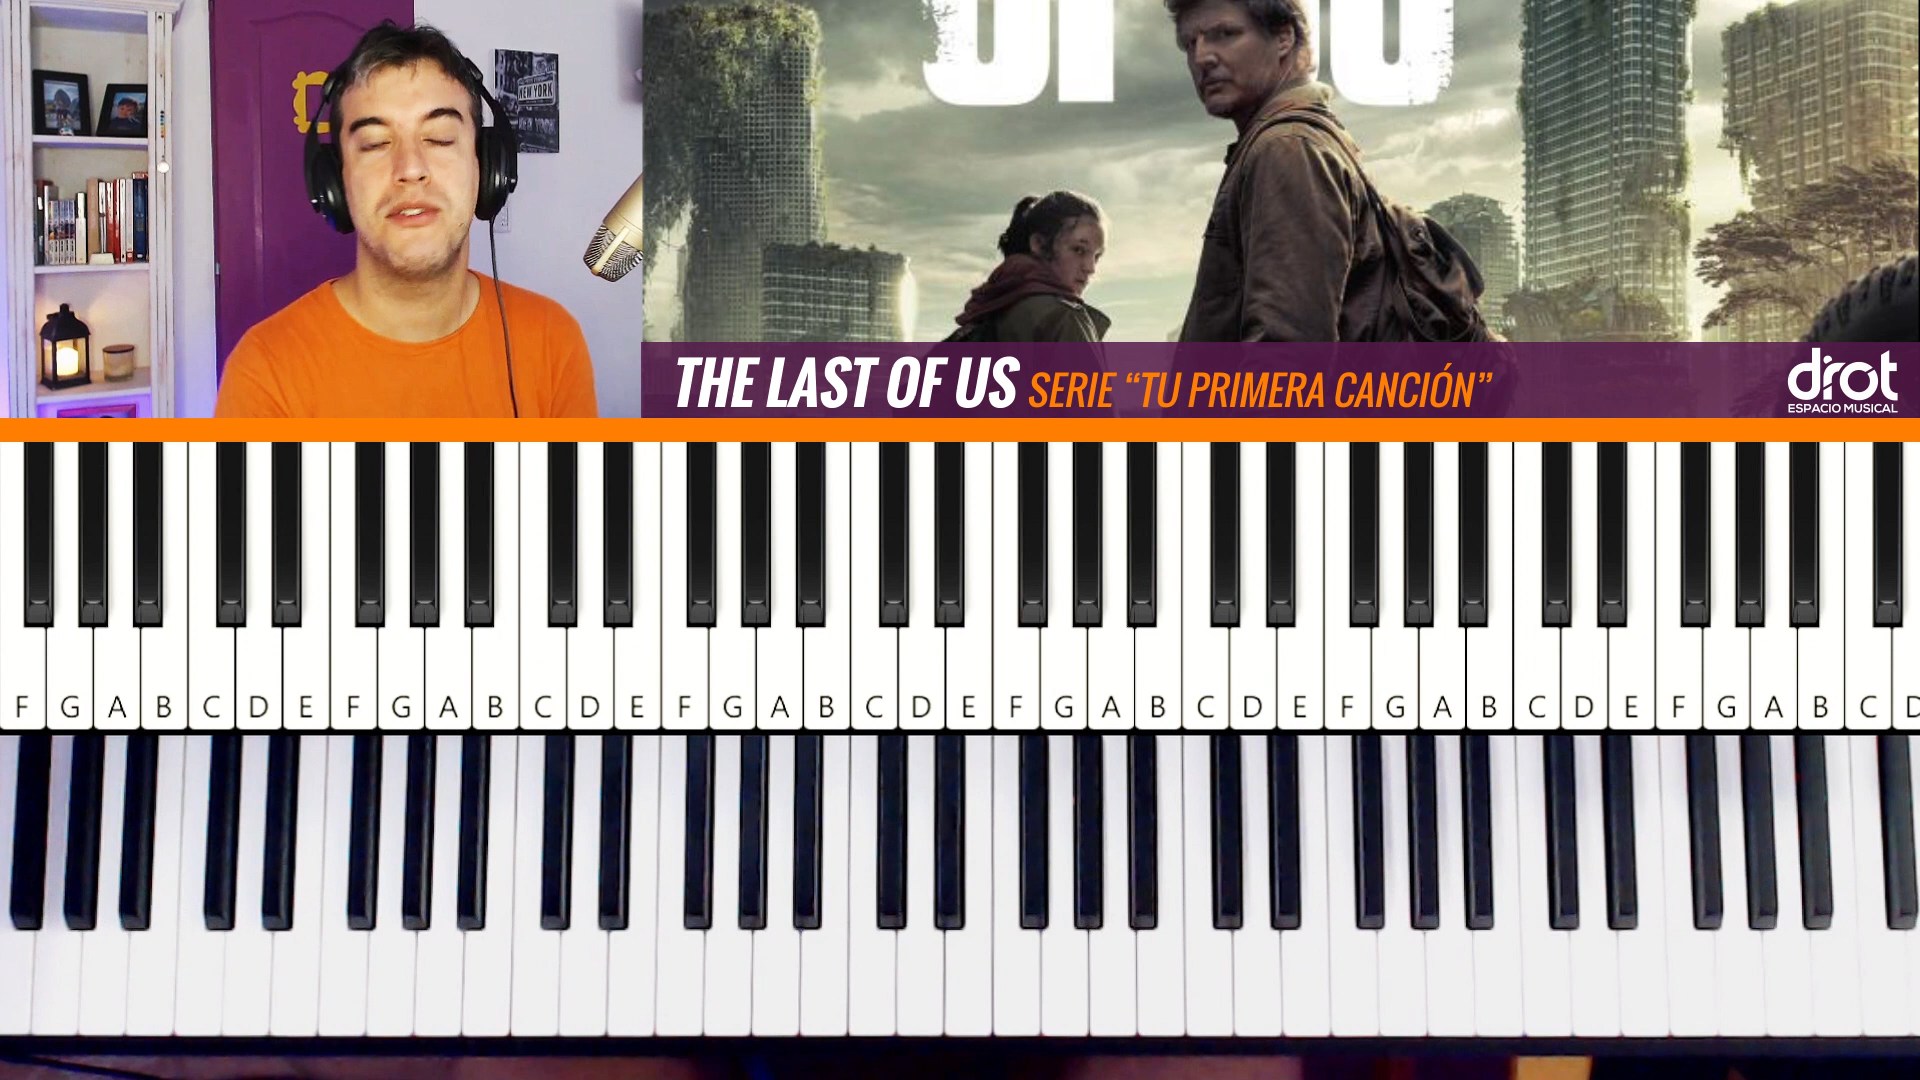 NEW YORK
THE LAST OF US SERIE “TU PRIMERA CANCIÓN”
drot
ESPACIO MUSICAL
F G A B C D E F G A B C D E F G A B C D E F G A B C D E F G A B C D E F G A B C D